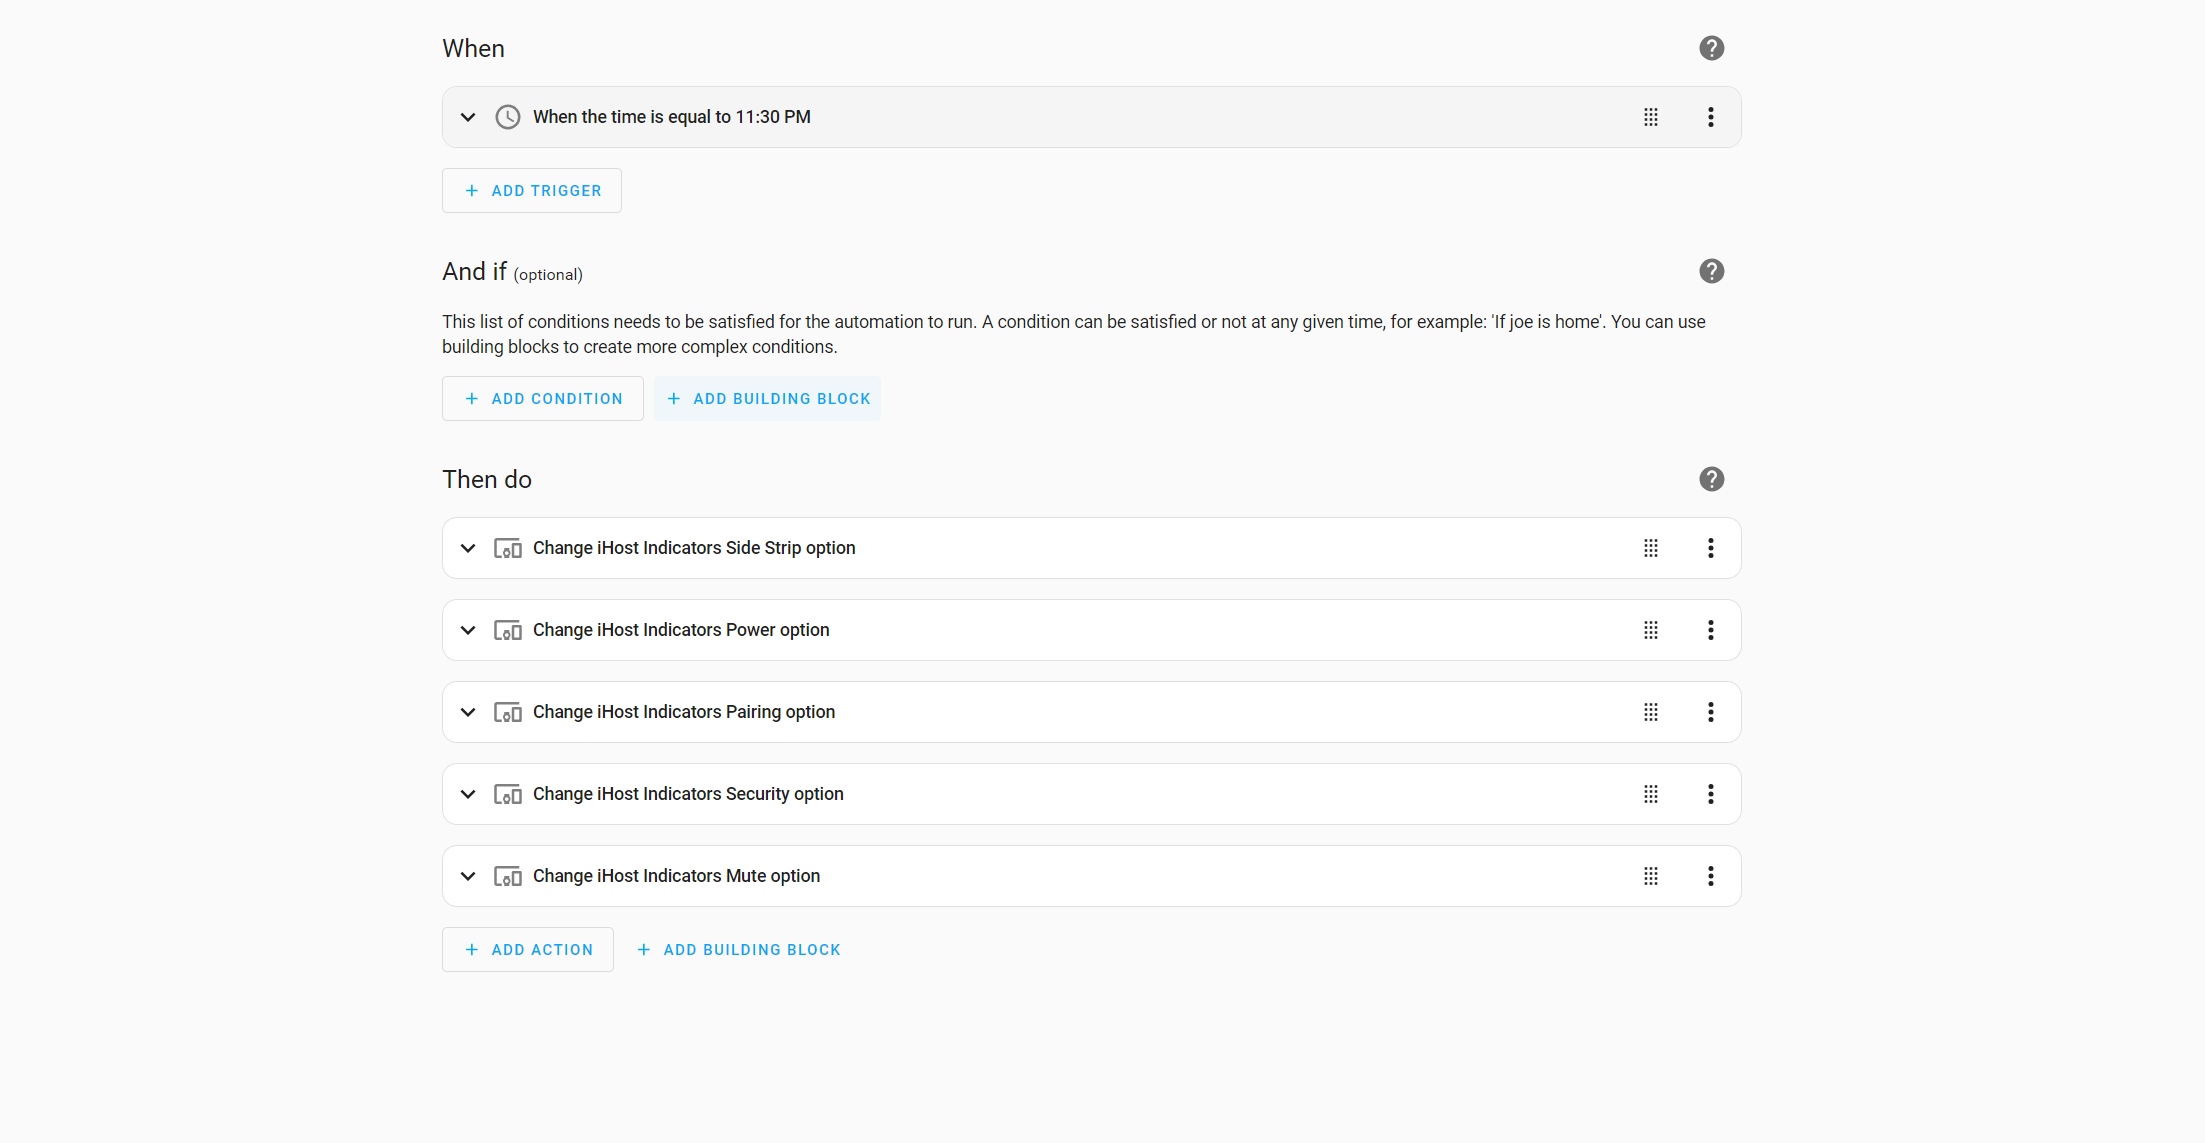 When
When the time is equal to 11:30 PM
+ ADD TRIGGER
And if (optional)
This list of conditions needs to be satisfied for the automation to run. A condition can be satisfied or not at any given time, for example: 'If joe is home'. You can use
building blocks to create more complex conditions.
+ ADD CONDITION + ADD BUILDING BLOCK
Then do
Change iHost Indicators Side Strip option
Change iHost Indicators Power option
Change iHost Indicators Pairing option
Change iHost Indicators Security option
Change iHost Indicators Mute option
+ ADD ACTION + ADD BUILDING BLOCK